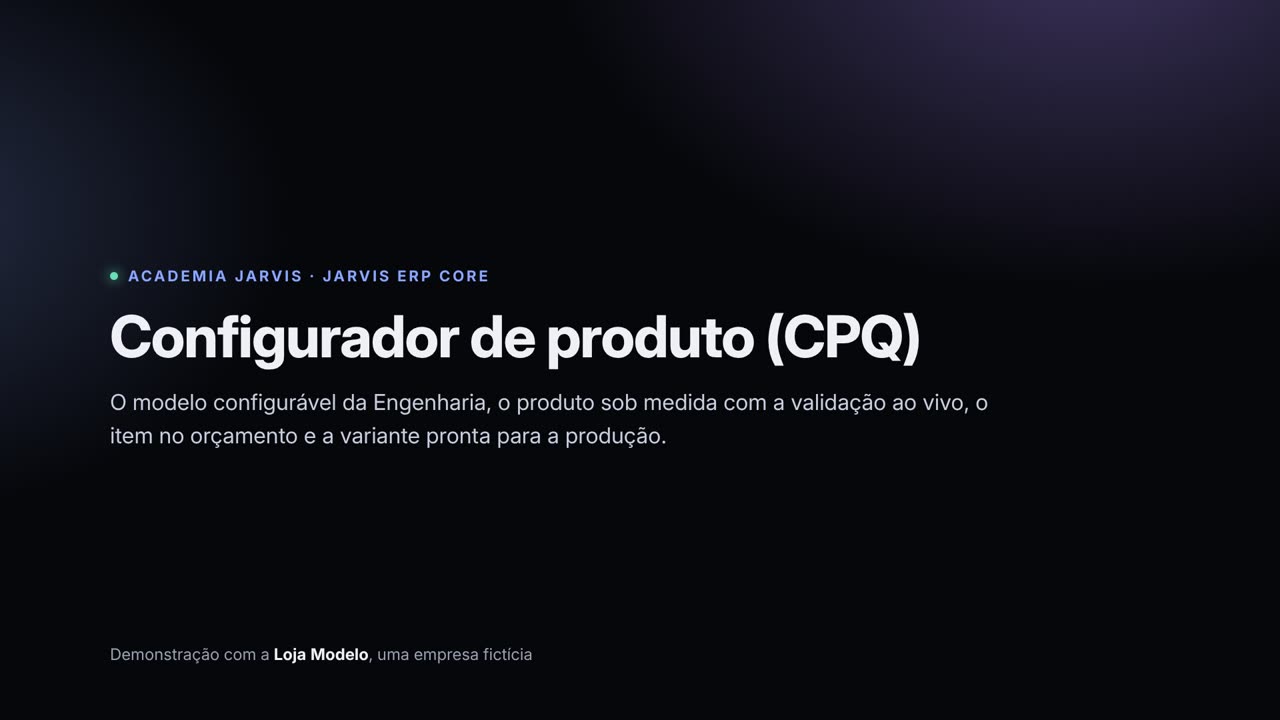 ACADEMIA JARVIS · JARVIS ERP CORE
Configurador de produto (CPQ)
O modelo configurável da Engenharia, o produto sob medida com a validação ao vivo, o
item no orçamento e a variante pronta para a produção.
Demonstração com a Loja Modelo, uma empresa fictícia